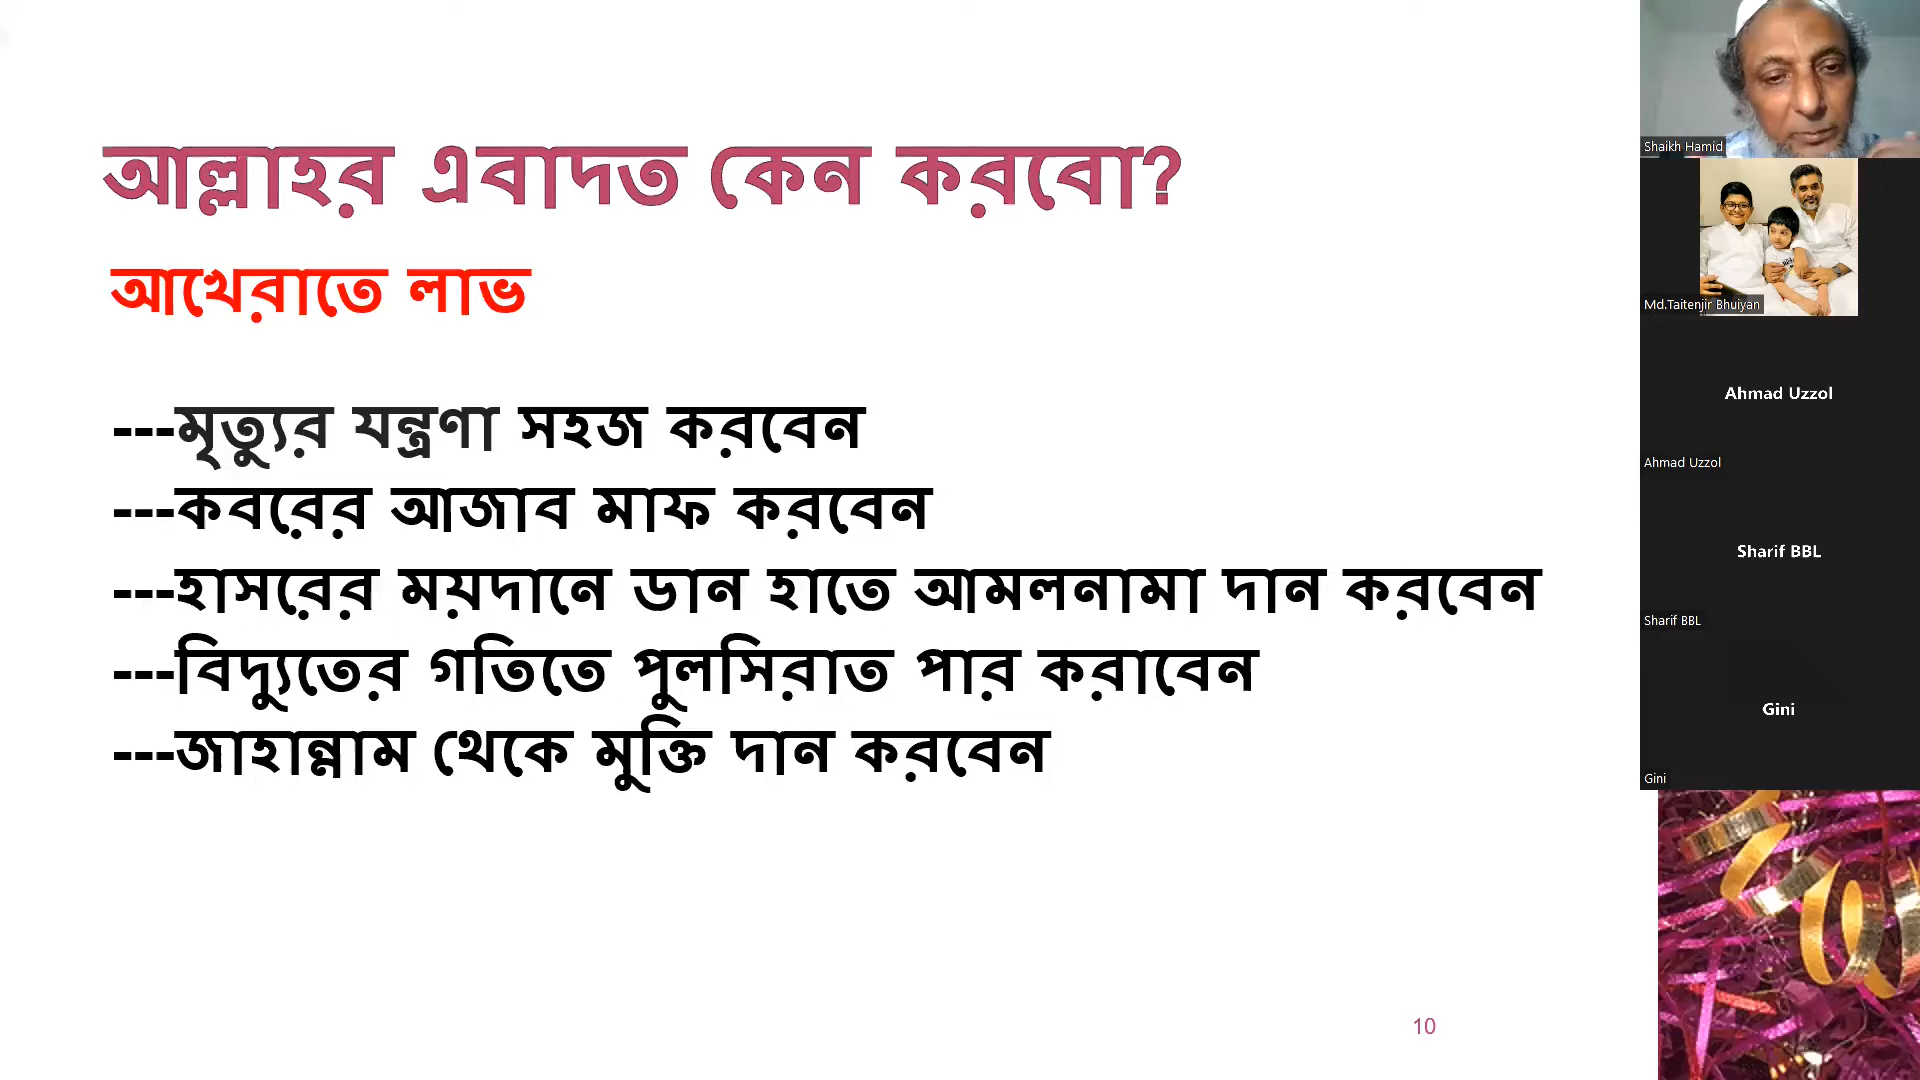 আল্লাহর এবাদত কেন করবো?
আখেরাতে লাভ
---মৃত্যুর যন্ত্রণা সহজ করবেন
---কবরের আজাব মাফ করবেন
---হাসরের ময়দানে ডান হাতে আমলনামা দান করবেন
---বিদ্যুতের গতিতে পুলসিরাত পার করাবেন
---জাহান্নাম থেকে মুক্তি দান করবেন
10
Shaikh Hamid
Md.Taitenjir Bhuiyan
Ahmad Uzzol
Ahmad Uzzol
Sharif BBL
Sharif BBL
Gini
Gini